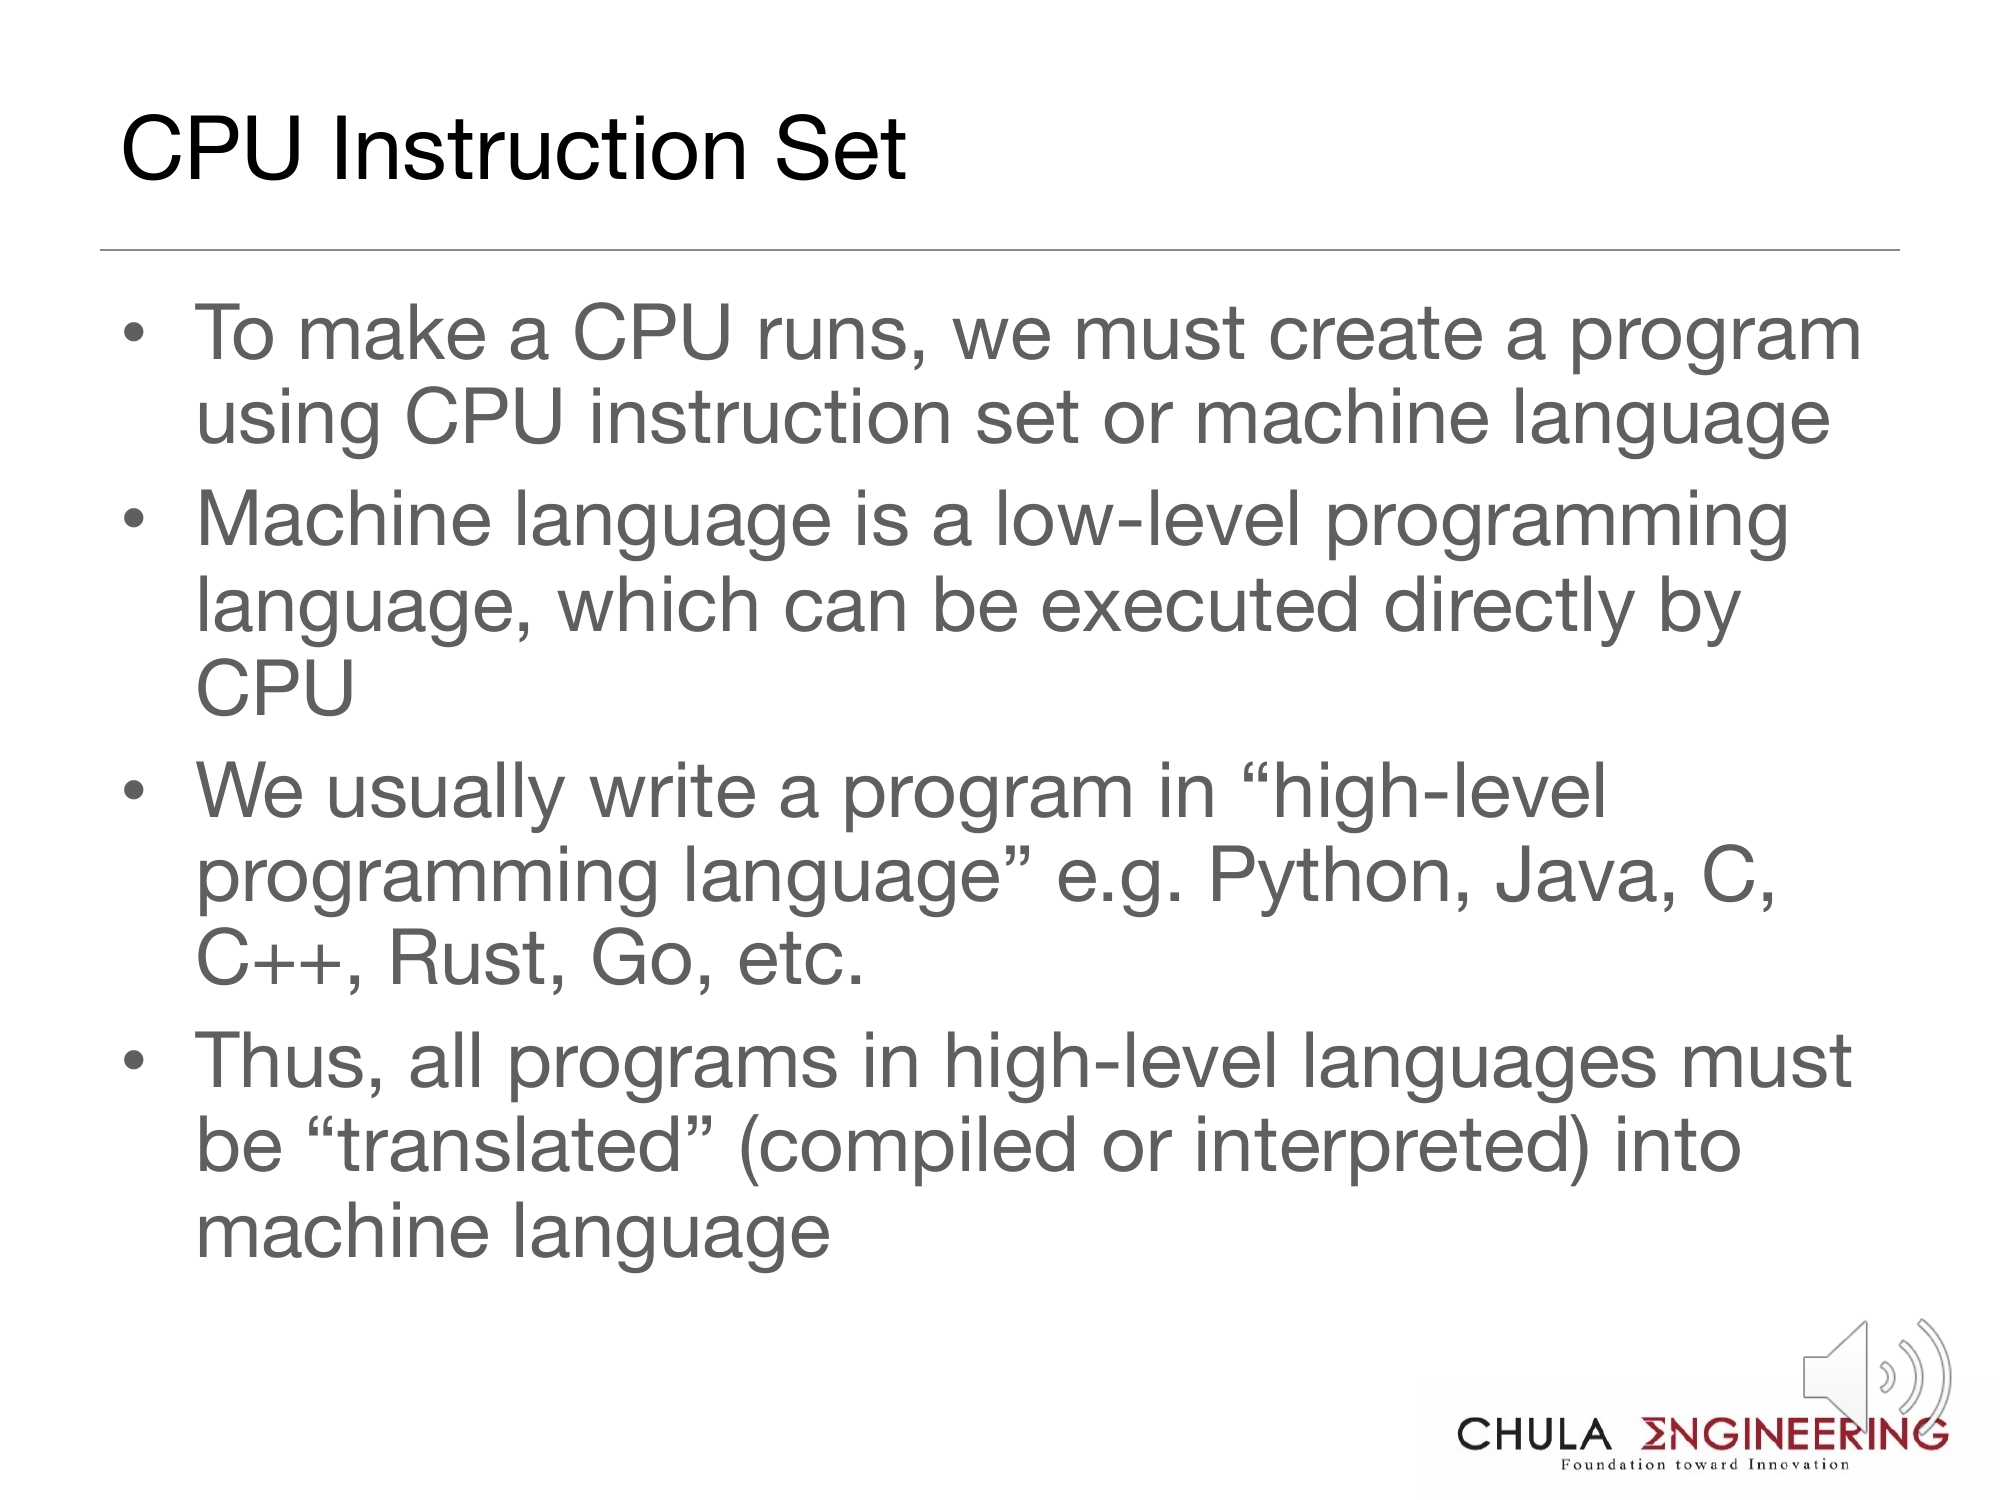 CPU Instruction Set
• To make a CPU runs, we must create a program
using CPU instruction set or machine language
• Machine language is a low-level programming
language, which can be executed directly by
CPU
• We usually write a program in “high-level
programming language” e.g. Python, Java, C,
C++, Rust, Go, etc.
• Thus, all programs in high-level languages must
be “translated” (compiled or interpreted) into
machine language
CHULA ΣNGINEERING
Foundation toward Innovation